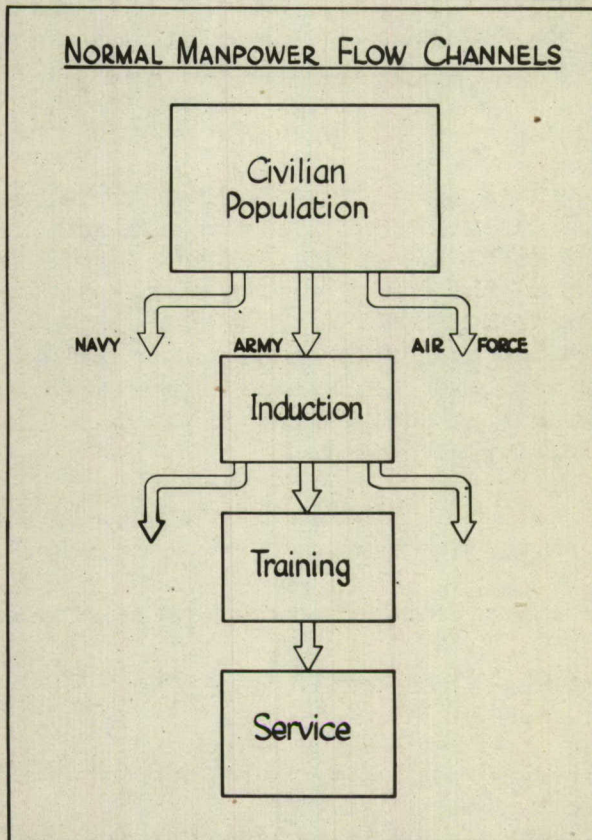 NORMAL MANPOWER FLOW CHANNELS
Civilian
Population
NAVY ARMY AIR FORCE
Induction
Training
Service